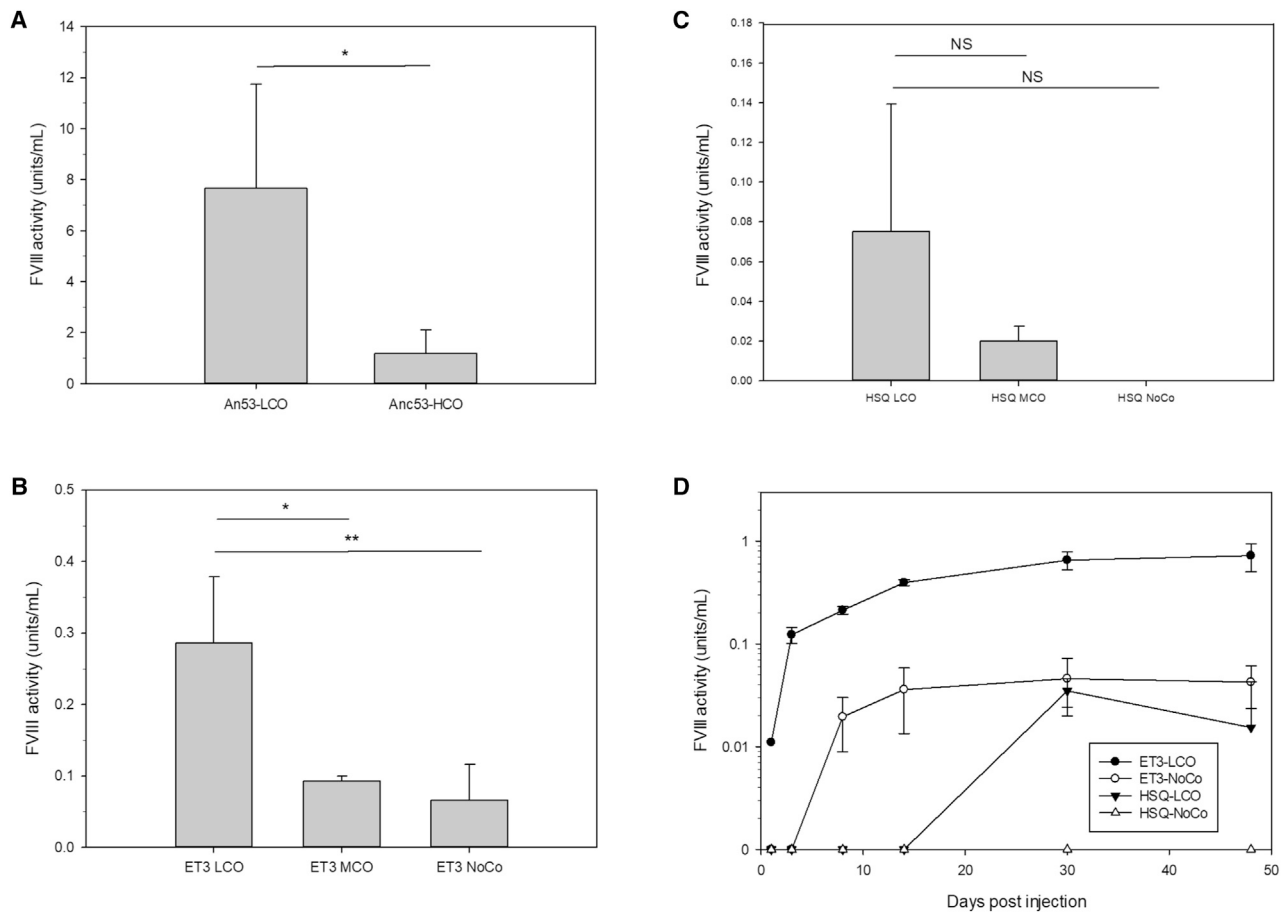 A
14
12
10
8
6
4
2
0
FVIII activity (units/mL)
*
An53-LCO
Anc53-HCO
C
0.18
0.16
0.14
0.12
0.10
0.08
0.06
0.04
0.02
0.00
FVIII activity (units/mL)
NS
NS
HSQ LCO
HSQ MCO
HSQ NoCo
B
0.5
0.4
0.3
0.2
0.1
0.0
FVIII activity (units/mL)
*
**
ET3 LCO
ET3 MCO
ET3 NoCo
D
1
0.1
0.01
0
FVIII activity (units/mL)
ET3-LCO
ET3-NoCo
HSQ-LCO
HSQ-NoCo
0 10 20 30 40 50
Days post injection